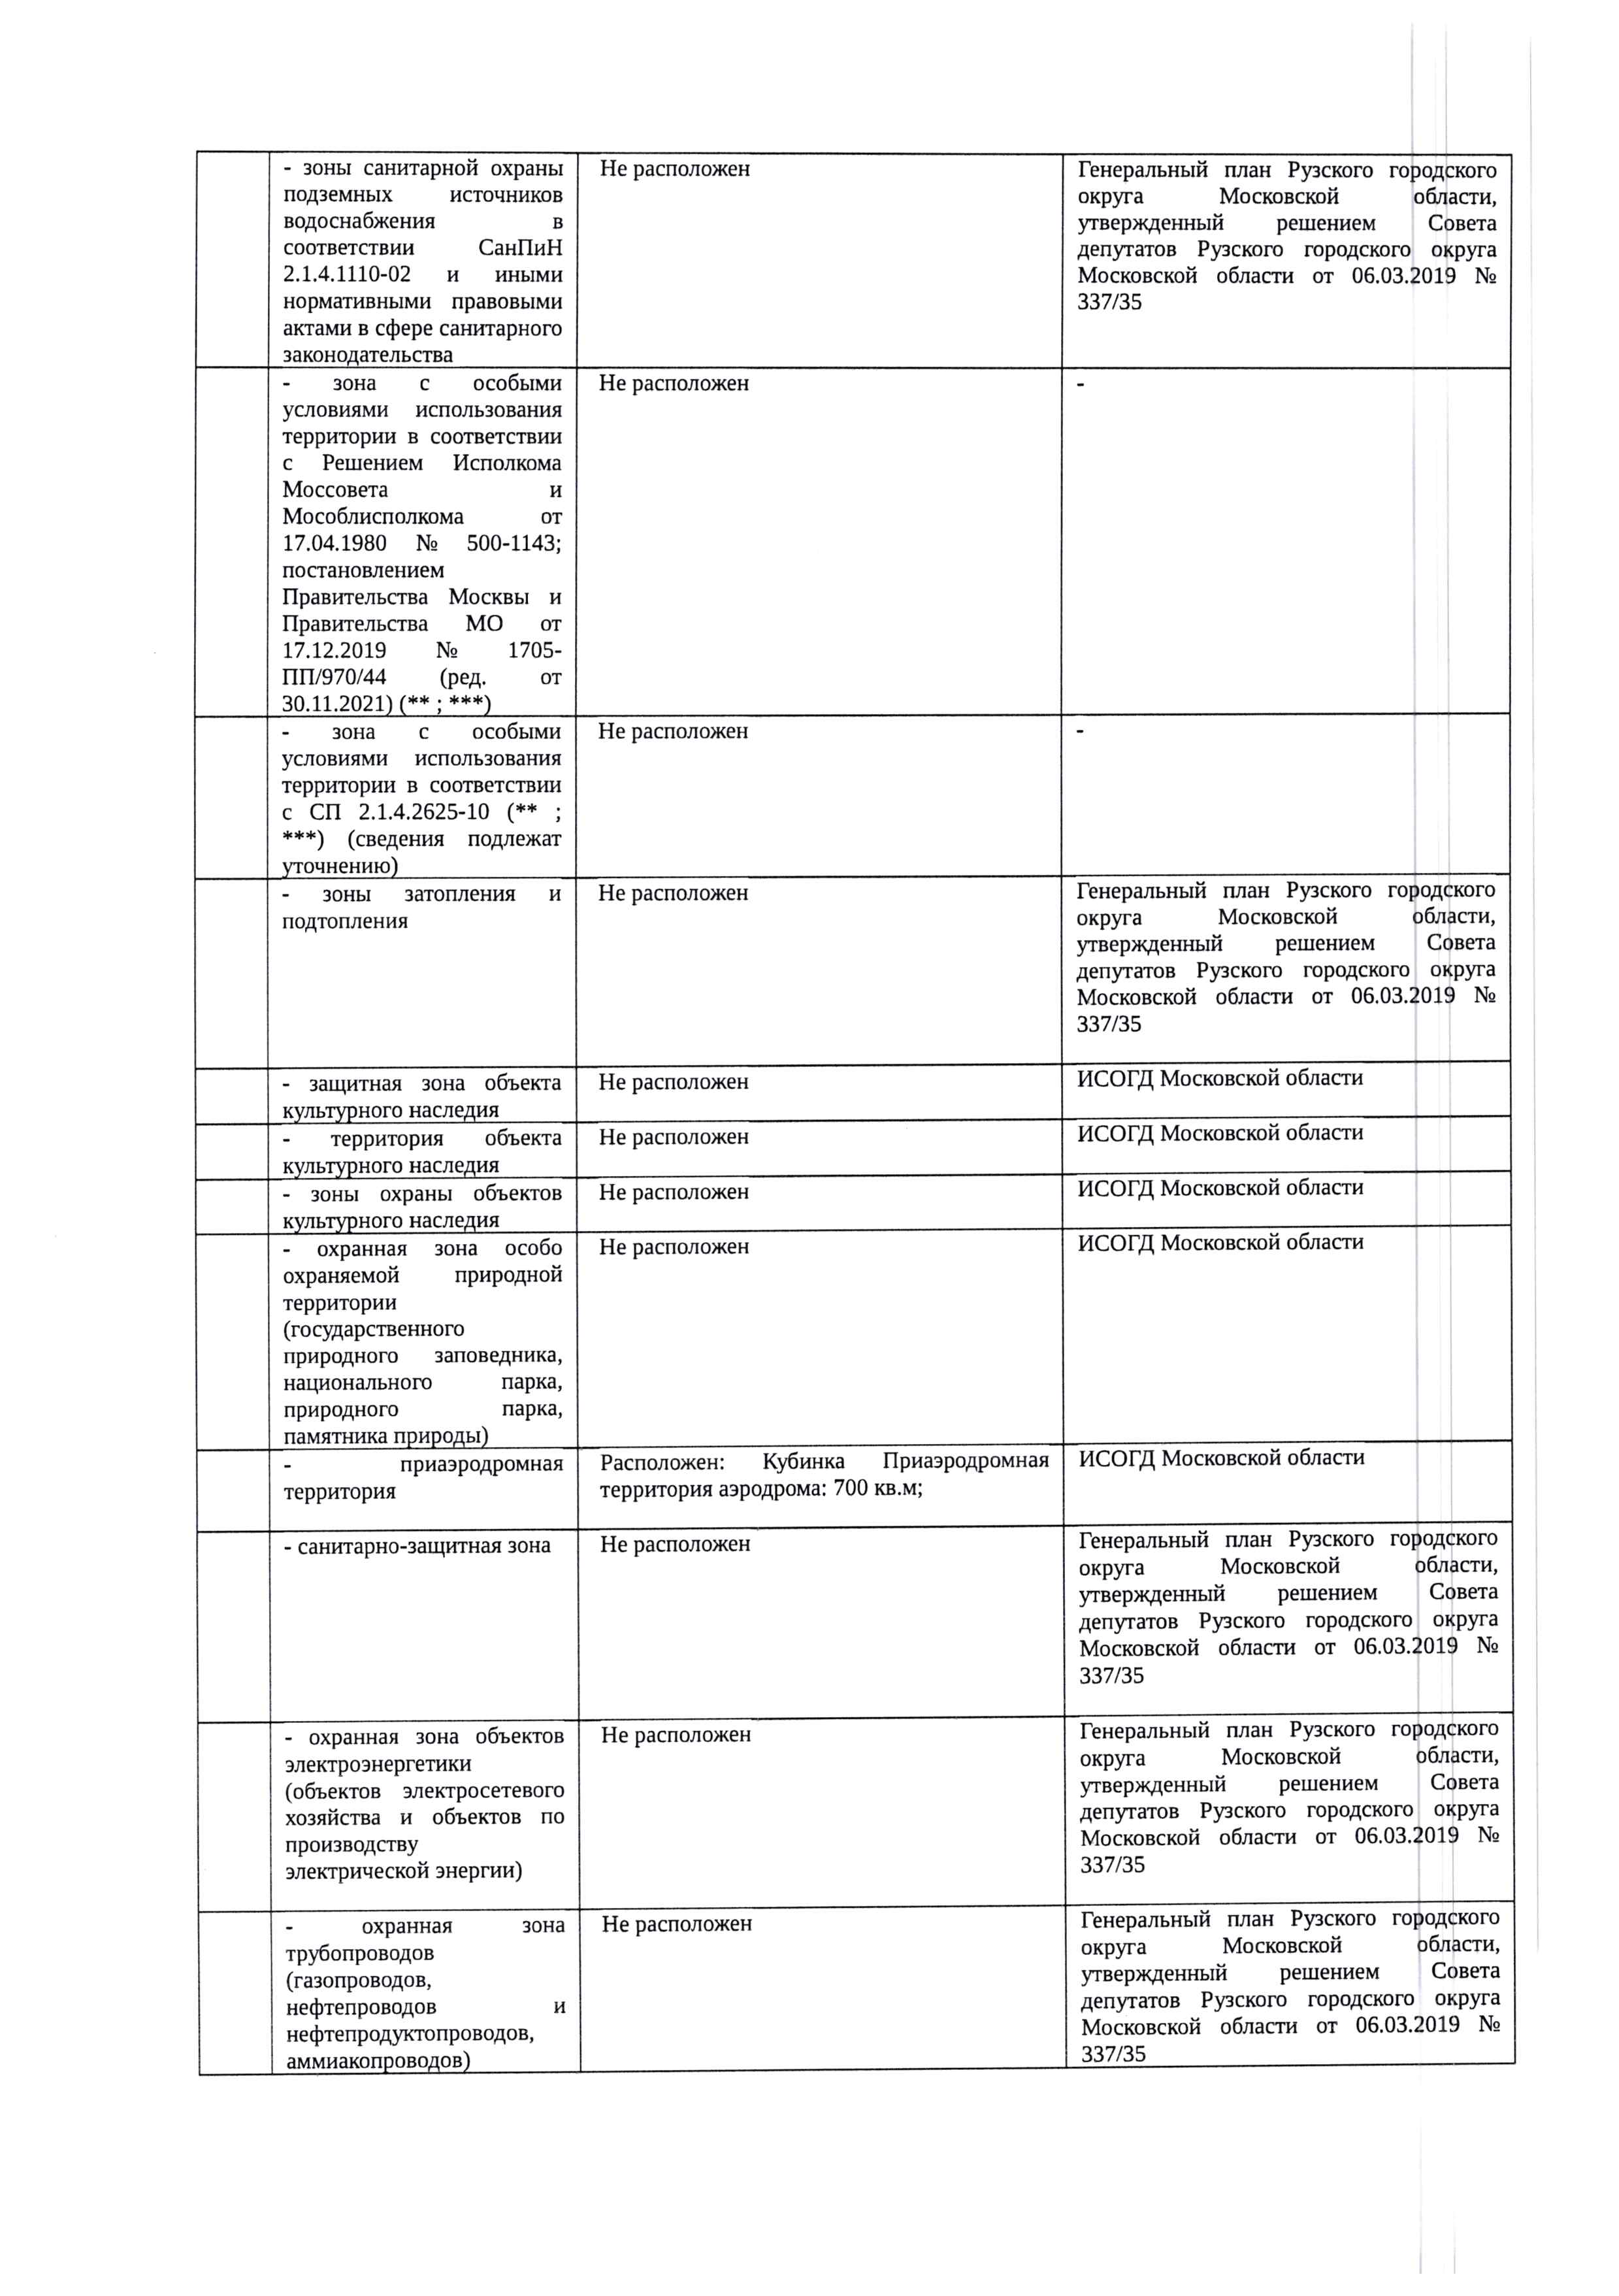 - зоны санитарной охраны
подземных источников
водоснабжения в
соответствии СанПиН
2.1.4.1110-02 и иными
нормативными правовыми
актами в сфере санитарного
законодательства
Не расположен
Генеральный план Рузского городского
округа Московской области,
утвержденный решением Совета
депутатов Рузского городского округа
Московской области от 06.03.2019 №
337/35
- зона с особыми
условиями использования
территории в соответствии
с Решением Исполкома
Моссовета и
Мособлисполкома от
17.04.1980 № 500-1143;
постановлением
Правительства Москвы и
Правительства МО от
17.12.2019 № 1705-
ПП/970/44 (ред. от
30.11.2021) (** ; ***)
Не расположен
-
- зона с особыми
условиями использования
территории в соответствии
с СП 2.1.4.2625-10 (** ;
***) (сведения подлежат
уточнению)
Не расположен
-
- зоны затопления и
подтопления
Не расположен
Генеральный план Рузского городского
округа Московской области,
утвержденный решением Совета
депутатов Рузского городского округа
Московской области от 06.03.2019 №
337/35
- защитная зона объекта
культурного наследия
Не расположен
ИСОГД Московской области
- территория объекта
культурного наследия
Не расположен
ИСОГД Московской области
- зоны охраны объектов
культурного наследия
Не расположен
ИСОГД Московской области
- охранная зона особо
охраняемой природной
территории
(государственного
природного заповедника,
национального парка,
природного парка,
памятника природы)
Не расположен
ИСОГД Московской области
- приаэродромная
территория
Расположен: Кубинка Приаэродромная
территория аэродрома: 700 кв.м;
ИСОГД Московской области
- санитарно-защитная зона
Не расположен
Генеральный план Рузского городского
округа Московской области,
утвержденный решением Совета
депутатов Рузского городского округа
Московской области от 06.03.2019 №
337/35
- охранная зона объектов
электроэнергетики
(объектов электросетевого
хозяйства и объектов по
производству
электрической энергии)
Не расположен
Генеральный план Рузского городского
округа Московской области,
утвержденный решением Совета
депутатов Рузского городского округа
Московской области от 06.03.2019 №
337/35
- охранная зона
трубопроводов
(газопроводов,
нефтепроводов и
нефтепродуктопроводов,
аммиакопроводов)
Не расположен
Генеральный план Рузского городского
округа Московской области,
утвержденный решением Совета
депутатов Рузского городского округа
Московской области от 06.03.2019 №
337/35